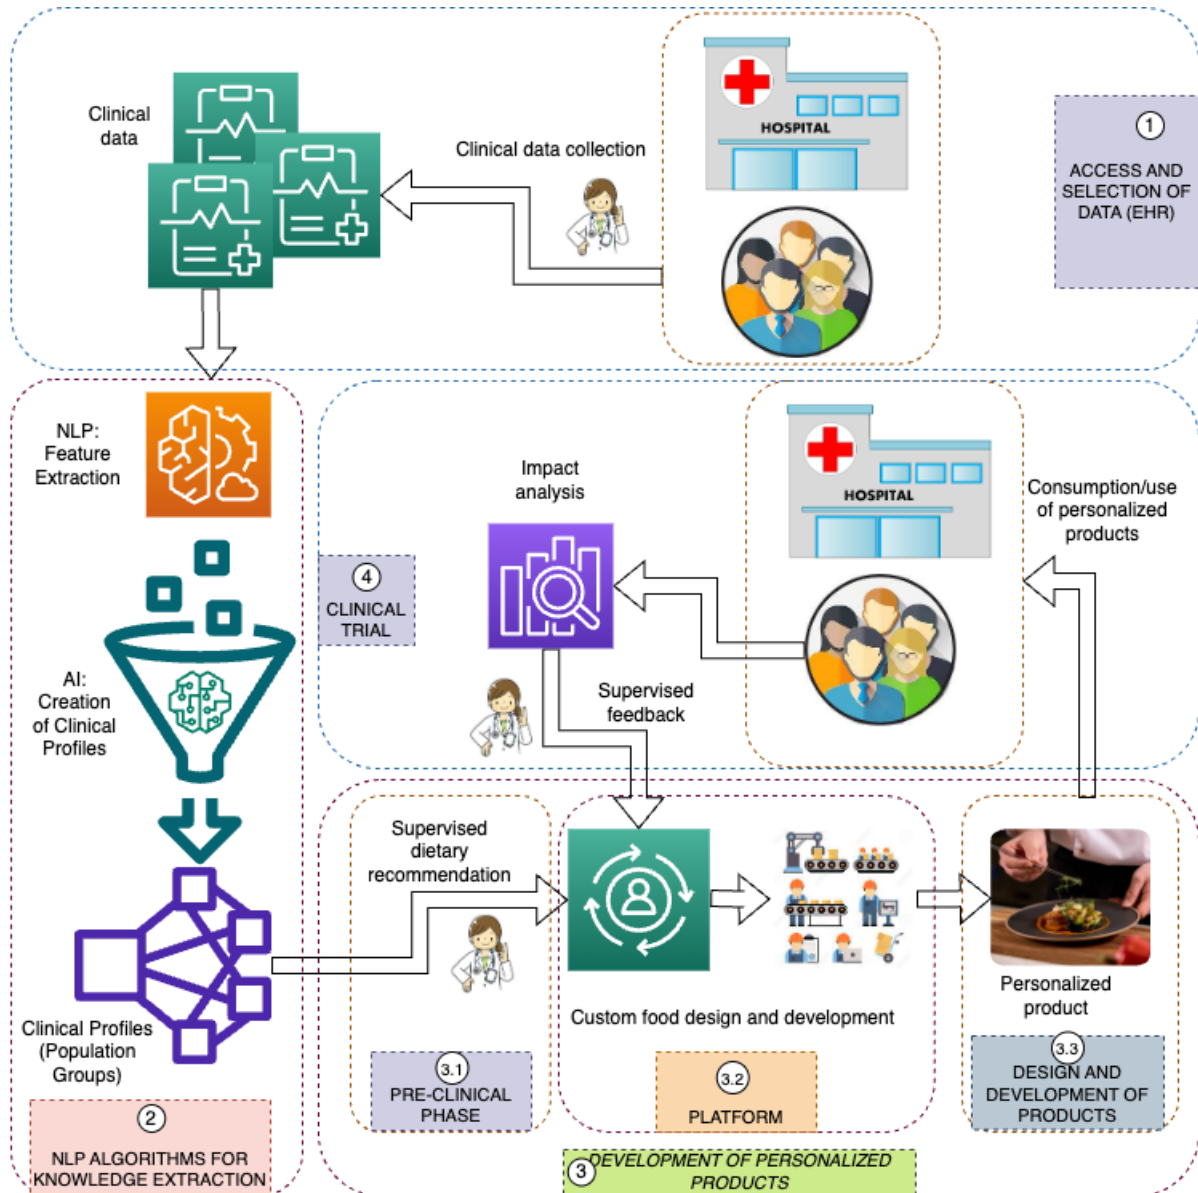 Clinical
data
Clinical data collection
HOSPITAL
1
ACCESS AND
SELECTION OF
DATA (EHR)
NLP:
Feature
Extraction
AI:
Creation
of Clinical
Profiles
Clinical Profiles
(Population
Groups)
2
NLP ALGORITHMS FOR
KNOWLEDGE EXTRACTION
Impact
analysis
HOSPITAL
Consumption/use
of personalized
products
4
CLINICAL
TRIAL
Supervised
feedback
Supervised
dietary
recommendation
Custom food design and development
Personalized
product
3.1
PRE-CLINICAL
PHASE
3.2
PLATFORM
3.3
DESIGN AND
DEVELOPMENT OF
PRODUCTS
3
DEVELOPMENT OF PERSONALIZED
PRODUCTS